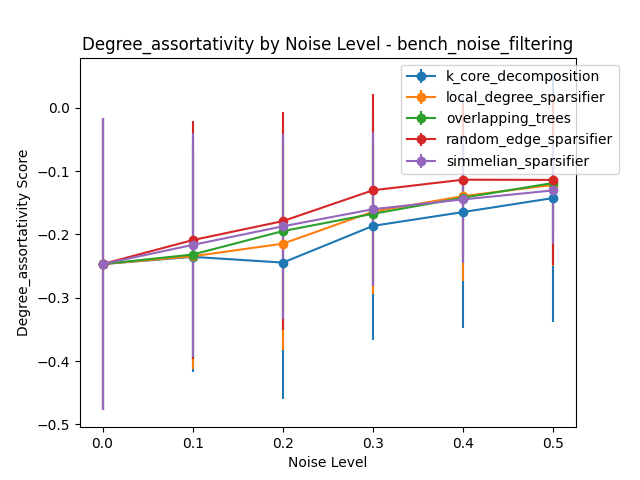 Degree_assortativity by Noise Level - bench_noise_filtering
k_core_decomposition
local_degree_sparsifier
overlapping_trees
random_edge_sparsifier
simmelian_sparsifier
Degree_assortativity Score
0.0
−0.1
−0.2
−0.3
−0.4
−0.5
0.0 0.1 0.2 0.3 0.4 0.5
Noise Level